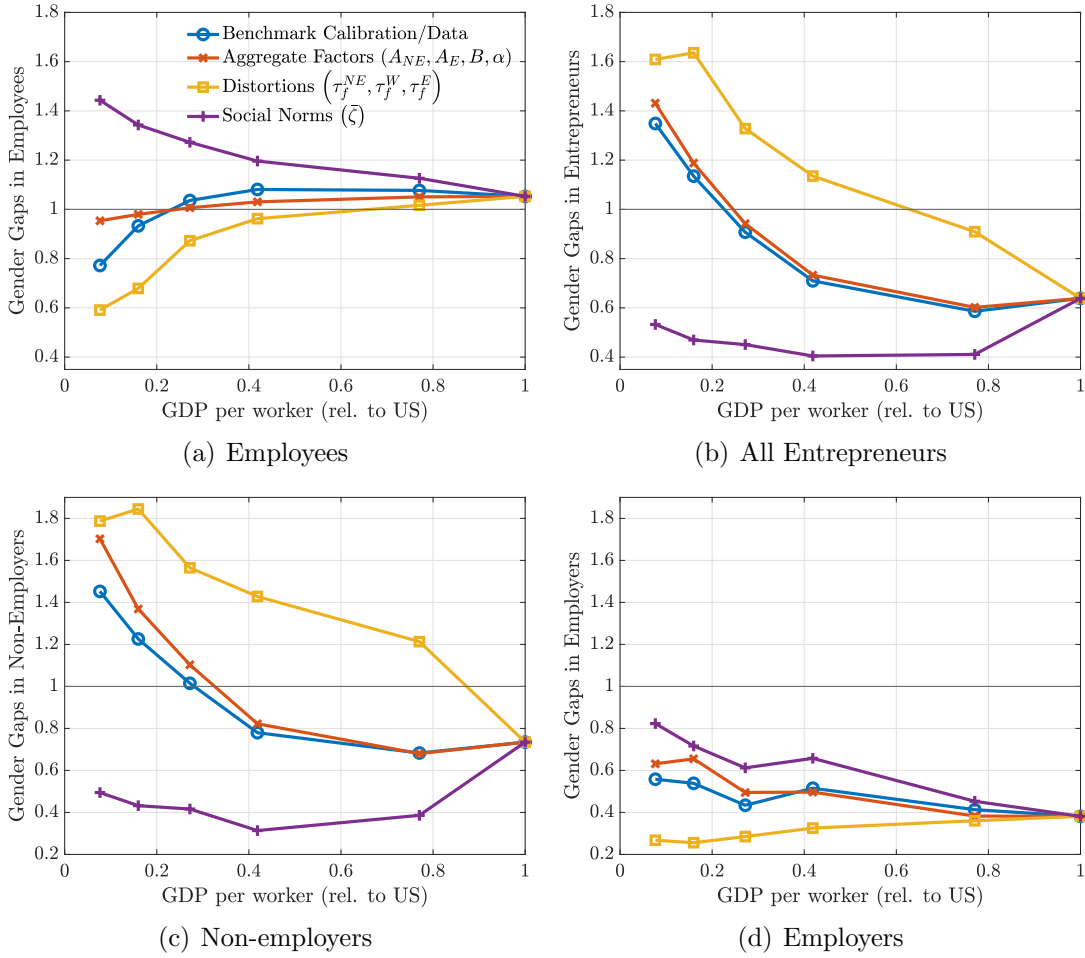 1.8
1.6
1.4
1.2
1
0.8
0.6
0.4
Gender Gaps in Employees
Benchmark Calibration/Data
Aggregate Factors (A_{NE}, A_E, B, α)
Distortions (τ_f^{NE}, τ_f^W, τ_f^E)
Social Norms (ζ̄)
0 0.2 0.4 0.6 0.8 1
GDP per worker (rel. to US)
(a) Employees
1.8
1.6
1.4
1.2
1
0.8
0.6
0.4
Gender Gaps in Entrepreneurs
0 0.2 0.4 0.6 0.8 1
GDP per worker (rel. to US)
(b) All Entrepreneurs
1.8
1.6
1.4
1.2
1
0.8
0.6
0.4
0.2
Gender Gaps in Non-Employers
0 0.2 0.4 0.6 0.8 1
GDP per worker (rel. to US)
(c) Non-employers
1.8
1.6
1.4
1.2
1
0.8
0.6
0.4
0.2
Gender Gaps in Employers
0 0.2 0.4 0.6 0.8 1
GDP per worker (rel. to US)
(d) Employers